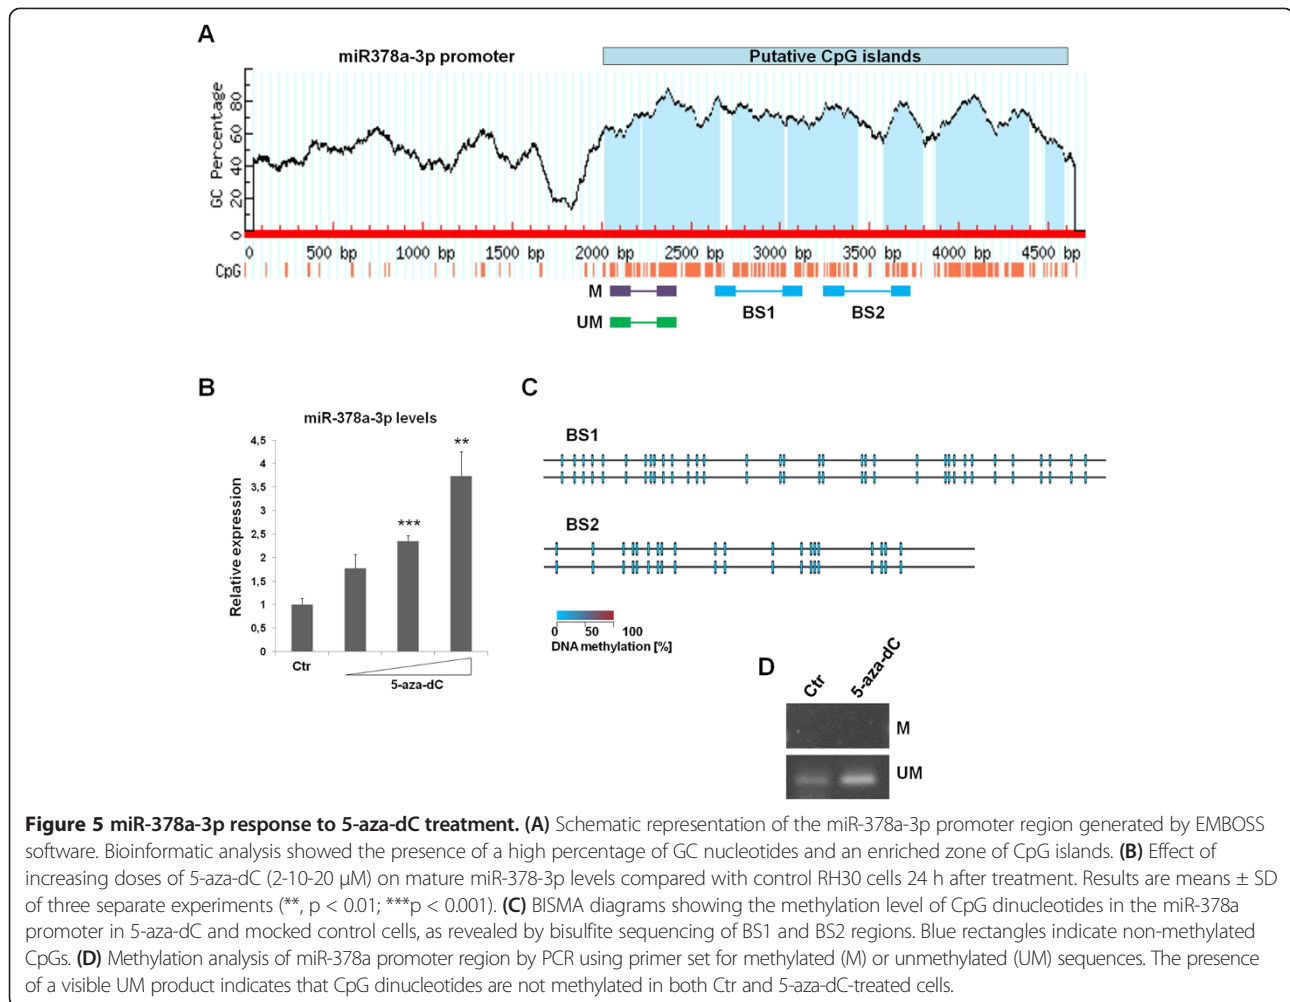 A
miR378a-3p promoter
Putative CpG islands
GC Percentage
80
60
40
20
0
0 500 bp 1000 bp 1500 bp 2000 bp 2500 bp 3000 bp 3500 bp 4000 bp 4500 bp
CpG
M
BS1
BS2
UM
B
miR-378a-3p levels
Relative expression
4,5
4
3,5
3
2,5
2
1,5
1
0,5
0
***
**
Ctr
5-aza-dC
C
BS1
BS2
0 50 100
DNA methylation [%]
D
Ctr
5-aza-dC
M
UM
Figure 5 miR-378a-3p response to 5-aza-dC treatment. (A) Schematic representation of the miR-378a-3p promoter region generated by EMBOSS
software. Bioinformatic analysis showed the presence of a high percentage of GC nucleotides and an enriched zone of CpG islands. (B) Effect of
increasing doses of 5-aza-dC (2-10-20 μM) on mature miR-378-3p levels compared with control RH30 cells 24 h after treatment. Results are means ± SD
of three separate experiments (**, p < 0.01; ***p < 0.001). (C) BISMA diagrams showing the methylation level of CpG dinucleotides in the miR-378a
promoter in 5-aza-dC and mocked control cells, as revealed by bisulfite sequencing of BS1 and BS2 regions. Blue rectangles indicate non-methylated
CpGs. (D) Methylation analysis of miR-378a promoter region by PCR using primer set for methylated (M) or unmethylated (UM) sequences. The presence
of a visible UM product indicates that CpG dinucleotides are not methylated in both Ctr and 5-aza-dC-treated cells.